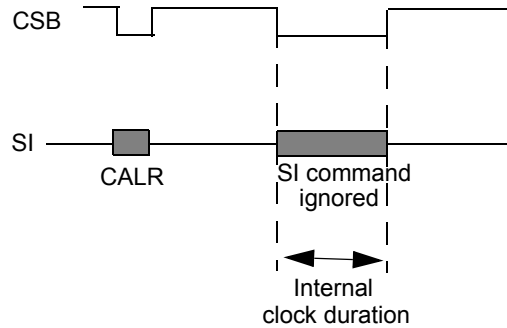 CSB
SI
CALR
SI command
ignored
Internal
clock duration